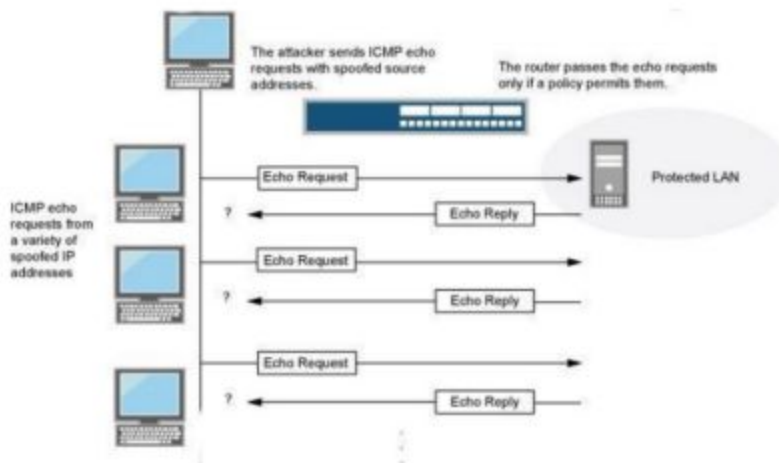 The attacker sends ICMP echo
requests with spoofed source
addresses.
The router passes the echo requests
only if a policy permits them.
Echo Request
Protected LAN
ICMP echo
requests from
a variety of
spoofed IP
addresses
?
Echo Reply
Echo Request
?
Echo Reply
Echo Request
?
Echo Reply